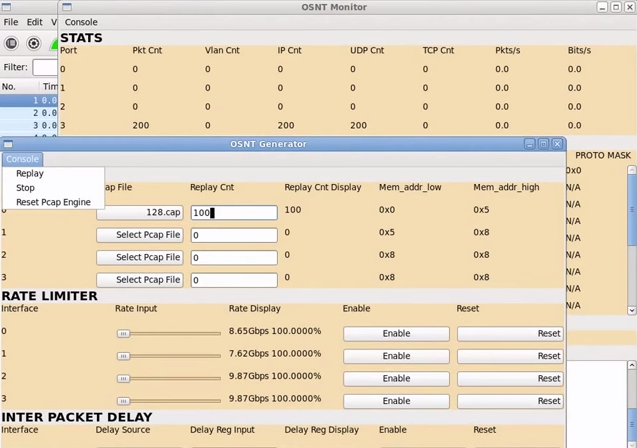 OSNT Monitor
File Edit V
Console
STATS
Port Pkt Cnt Vlan Cnt IP Cnt UDP Cnt TCP Cnt Pkts/s Bits/s
0 0 0 0 0 0 0.0 0.0
Filter:
1 0 0 0 0 0 0.0 0.0
No. Tim
2 0 0 0 0 0 0.0 0.0
1 0.0
2 0.0
3 0.0
3 200 0 200 200 0 0.0 0.0
OSNT Generator
Console
PROTO MASK
Replay
0x0
Stop
N/A
Reset Pcap Engine
ap File Replay Cnt Replay Cnt Display Mem_addr_low Mem_addr_high
N/A
0 128.cap 100 100 0x0 0x5
N/A
1 Select Pcap File 0 0 0x5 0x8
N/A
2 Select Pcap File 0 0 0x8 0x8
N/A
3 Select Pcap File 0 0 0x8 0x8
N/A
RATE LIMITER
N/A
Interface Rate Input Rate Display Enable Reset
0 8.65Gbps 100.0000% Enable Reset
1 7.62Gbps 100.0000% Enable Reset
2 9.87Gbps 100.0000% Enable Reset
3 9.87Gbps 100.0000% Enable Reset
INTER PACKET DELAY
Interface Delay Source Delay Reg Input Delay Reg Display Enable Reset